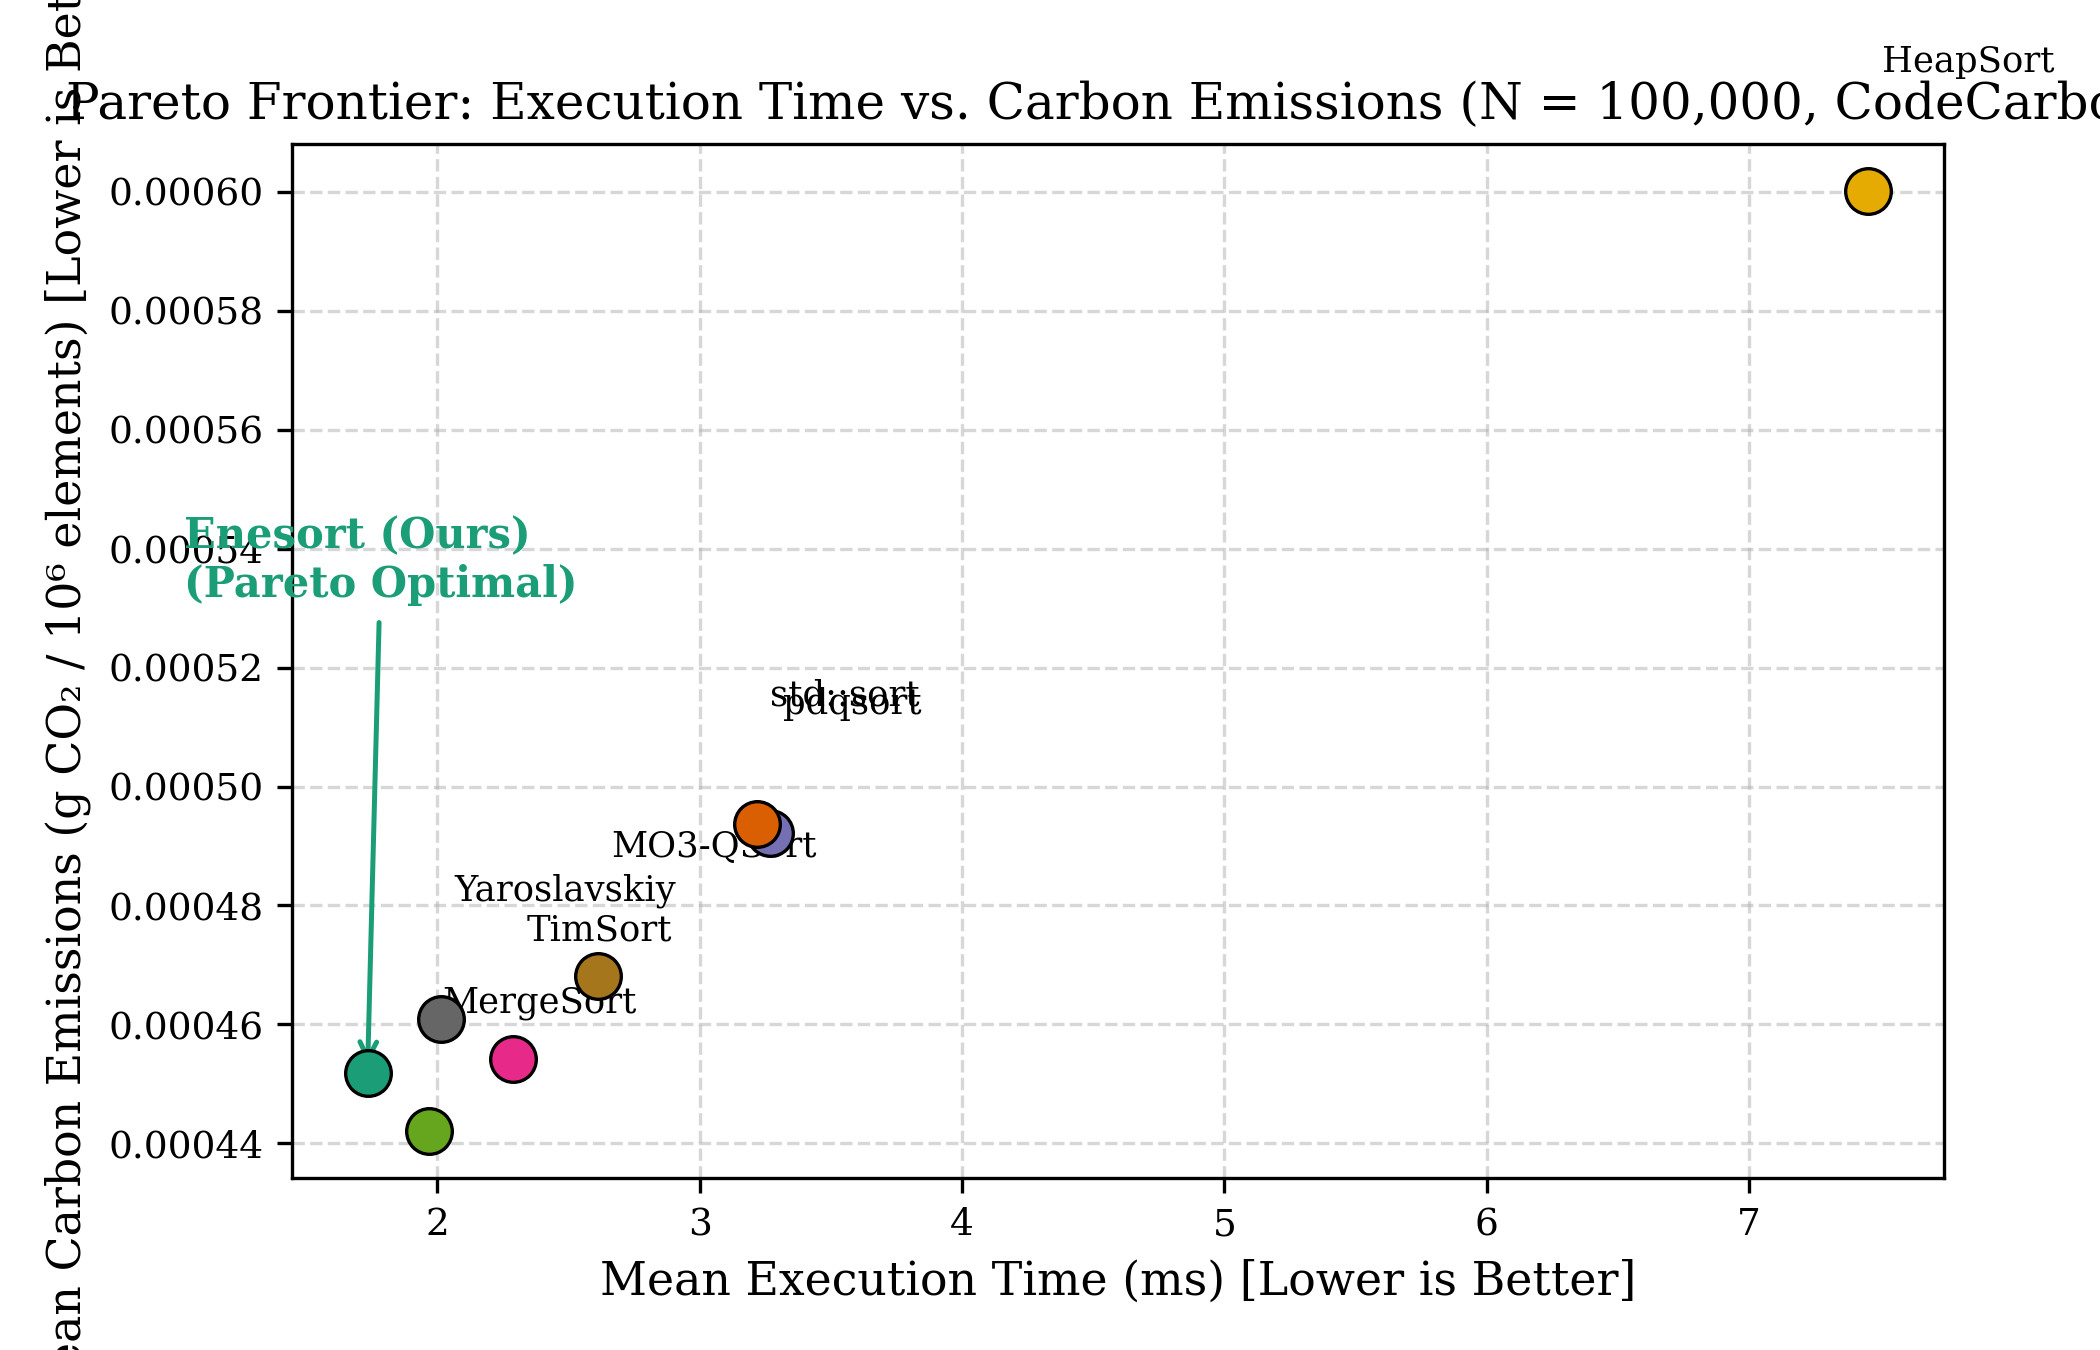 HeapSort
Pareto Frontier: Execution Time vs. Carbon Emissions (N = 100,000,
Carbon Emissions (g CO₂ / 10⁶ elements) [Lower is
0.00060
0.00058
0.00056
0.00054
0.00052
0.00050
0.00048
0.00046
0.00044
Enesort (Ours)
(Pareto Optimal)
std::sort
pdqsort
MO3-QSort
Yaroslavskiy
TimSort
MergeSort
2 3 4 5 6 7
Mean Execution Time (ms) [Lower is Better]